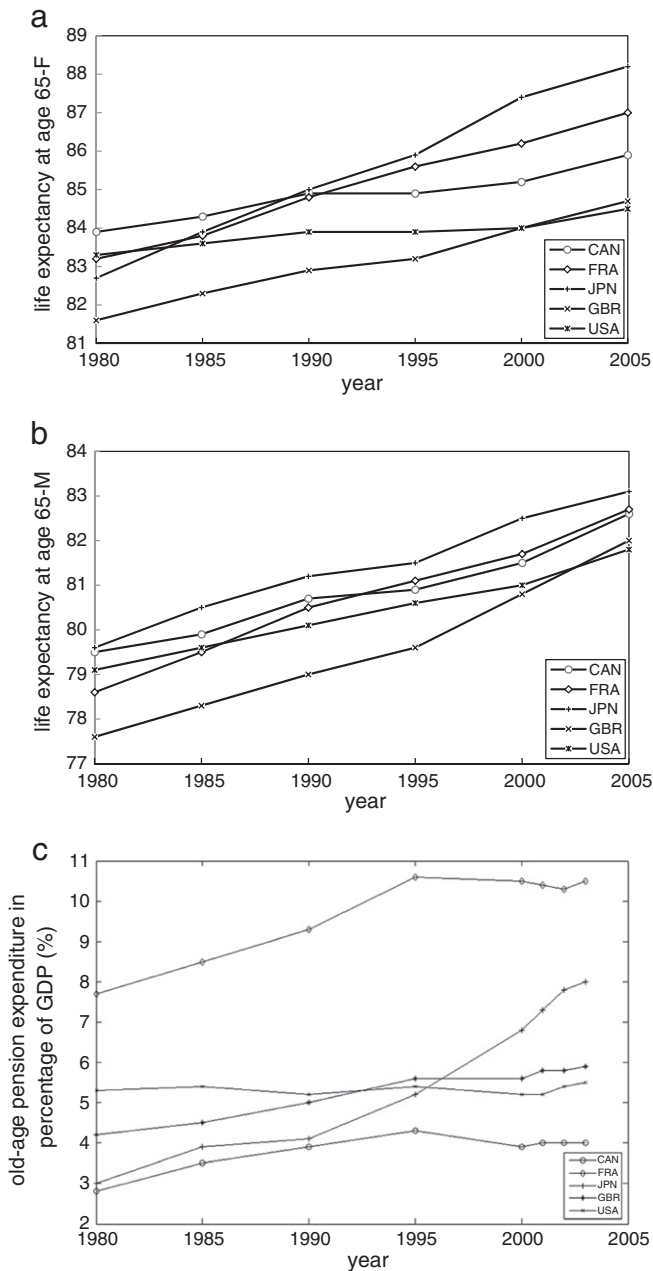 a
life expectancy at age 65-F
89
88
87
86
85
84
83
82
81
1980 1985 1990 1995 2000 2005
year
CAN
FRA
JPN
GBR
USA
b
life expectancy at age 65-M
84
83
82
81
80
79
78
77
1980 1985 1990 1995 2000 2005
year
CAN
FRA
JPN
GBR
USA
c
old-age pension expenditure in
percentage of GDP (%)
11
10
9
8
7
6
5
4
3
2
1980 1985 1990 1995 2000 2005
year
CAN
FRA
JPN
GBR
USA